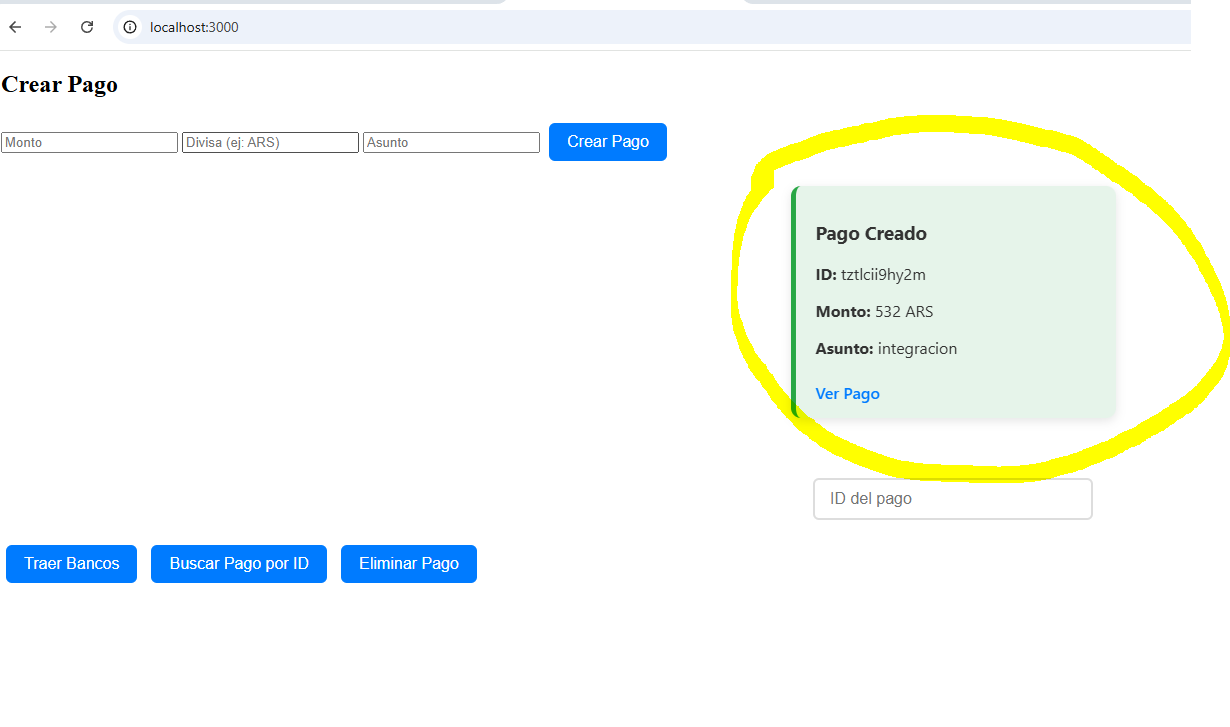 localhost:3000
Crear Pago
Monto Divisa (ej: ARS) Asunto Crear Pago
Pago Creado
ID: tztlcii9hy2m
Monto: 532 ARS
Asunto: integracion
Ver Pago
ID del pago
Traer Bancos Buscar Pago por ID Eliminar Pago